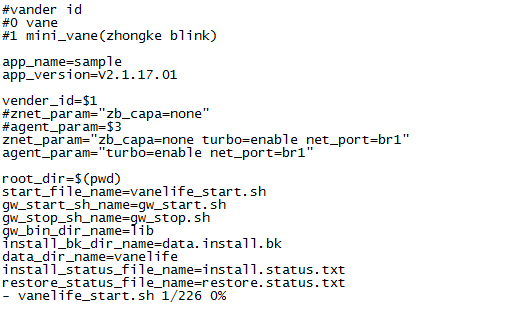 #vander id
#0 vane
#1 mini_vane(zhongke blink)
app_name=sample
app_version=V2.1.17.01
vender_id=$1
#znet_param="zb_capa=none"
#agent_param=$3
znet_param="zb_capa=none turbo=enable net_port=br1"
agent_param="turbo=enable net_port=br1"
root_dir=$(pwd)
start_file_name=vanelife_start.sh
gw_start_sh_name=gw_start.sh
gw_stop_sh_name=gw_stop.sh
gw_bin_dir_name=lib
install_bk_dir_name=data.install.bk
data_dir_name=vanelife
install_status_file_name=install.status.txt
restore_status_file_name=restore.status.txt
- vanelife_start.sh 1/226 0%